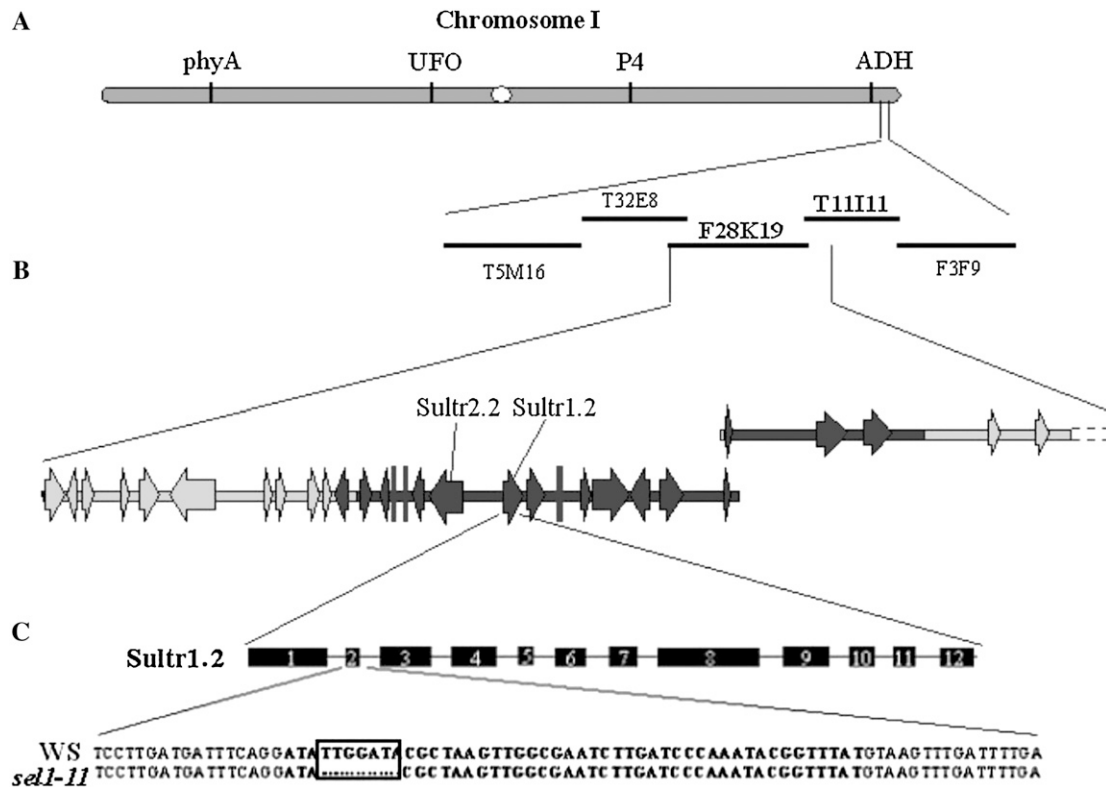 A
Chromosome I
phyA UFO P4 ADH
T32E8 T11I11
F28K19
T5M16 F3F9
B
Sultr2.2 Sultr1.2
C
Sultr1.2 1 2 3 4 5 6 7 8 9 10 11 12
WS TCCTTGATGATTTCAGGATATTGGATACGCTAAGTTGGCGAATCTTGATCCCAAATACGGTTTATGTAAGTTTGATTTTGA
sel1-11 TCCTTGATGATTTCAGGATA.............CGCTAAGTTGGCGAATCTTGATCCCAAATACGGTTTATGTAAGTTTGATTTTGA